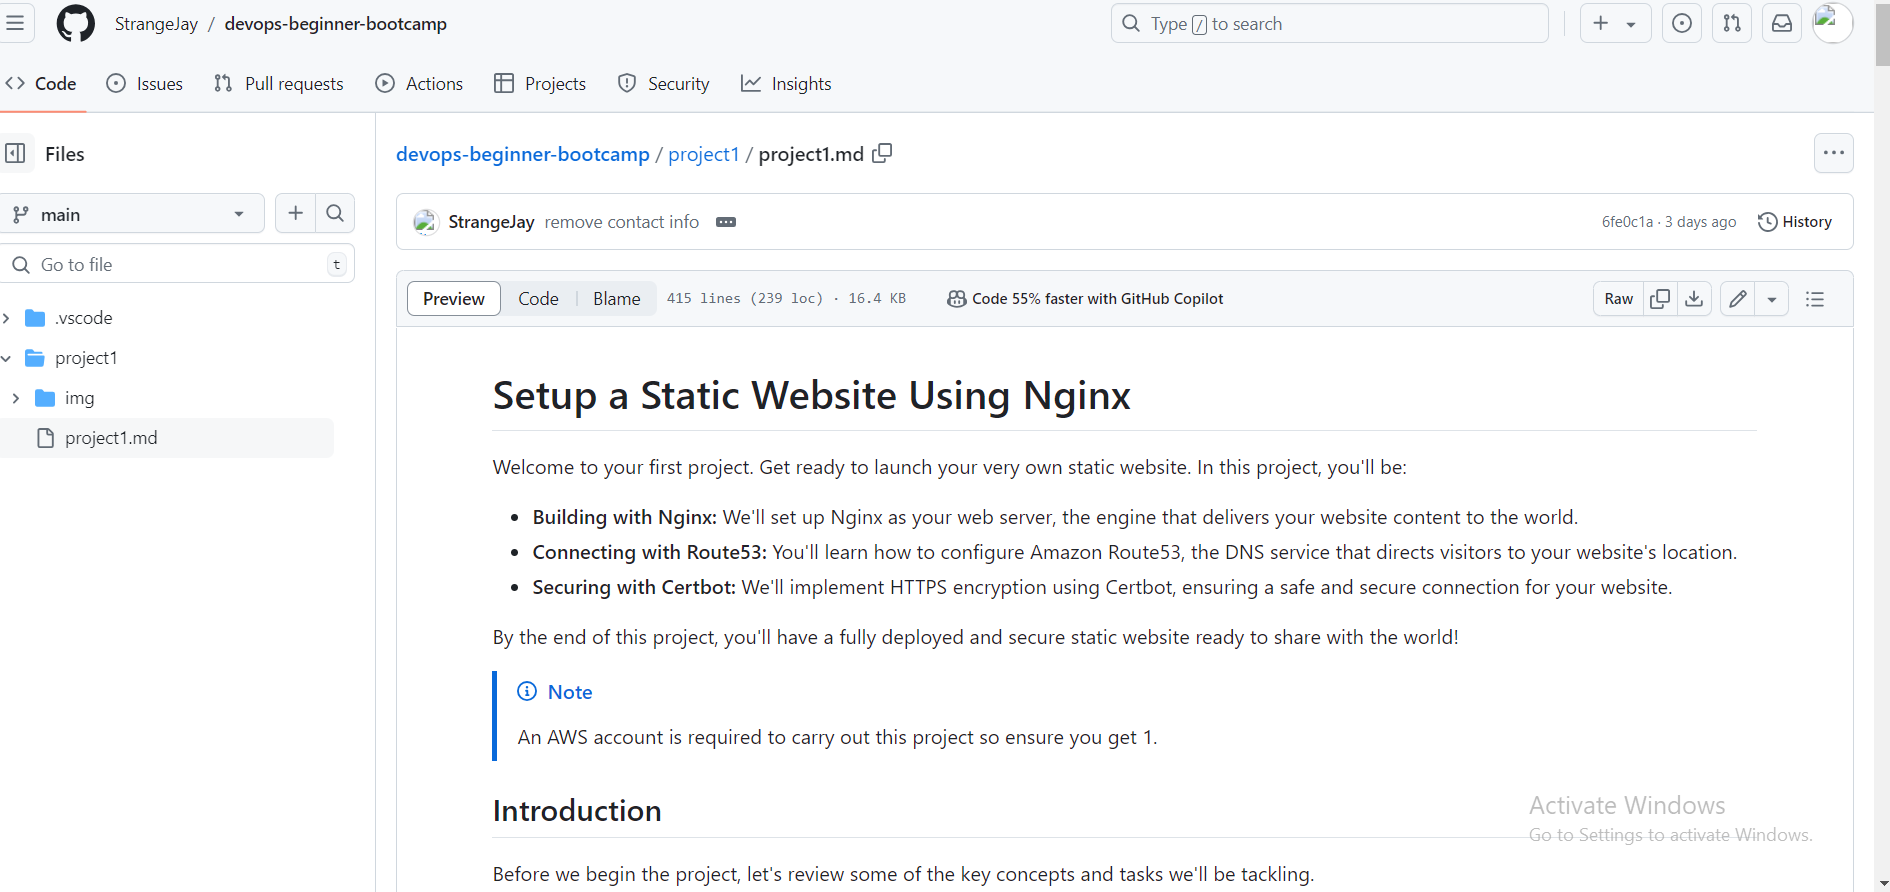 StrangeJay / devops-beginner-bootcamp
Type / to search
Code Issues Pull requests Actions Projects Security Insights
Files
main
Go to file t
.vscode
project1
img
project1.md
devops-beginner-bootcamp / project1 / project1.md
StrangeJay remove contact info
6fe0c1a · 3 days ago History
Preview Code Blame 415 lines (239 loc) · 16.4 KB Code 55% faster with GitHub Copilot Raw
Setup a Static Website Using Nginx
Welcome to your first project. Get ready to launch your very own static website. In this project, you'll be:
• Building with Nginx: We'll set up Nginx as your web server, the engine that delivers your website content to the world.
• Connecting with Route53: You'll learn how to configure Amazon Route53, the DNS service that directs visitors to your website's location.
• Securing with Certbot: We'll implement HTTPS encryption using Certbot, ensuring a safe and secure connection for your website.
By the end of this project, you'll have a fully deployed and secure static website ready to share with the world!
Note
An AWS account is required to carry out this project so ensure you get 1.
Introduction
Before we begin the project, let's review some of the key concepts and tasks we'll be tackling.
Activate Windows
Go to Settings to activate Windows.